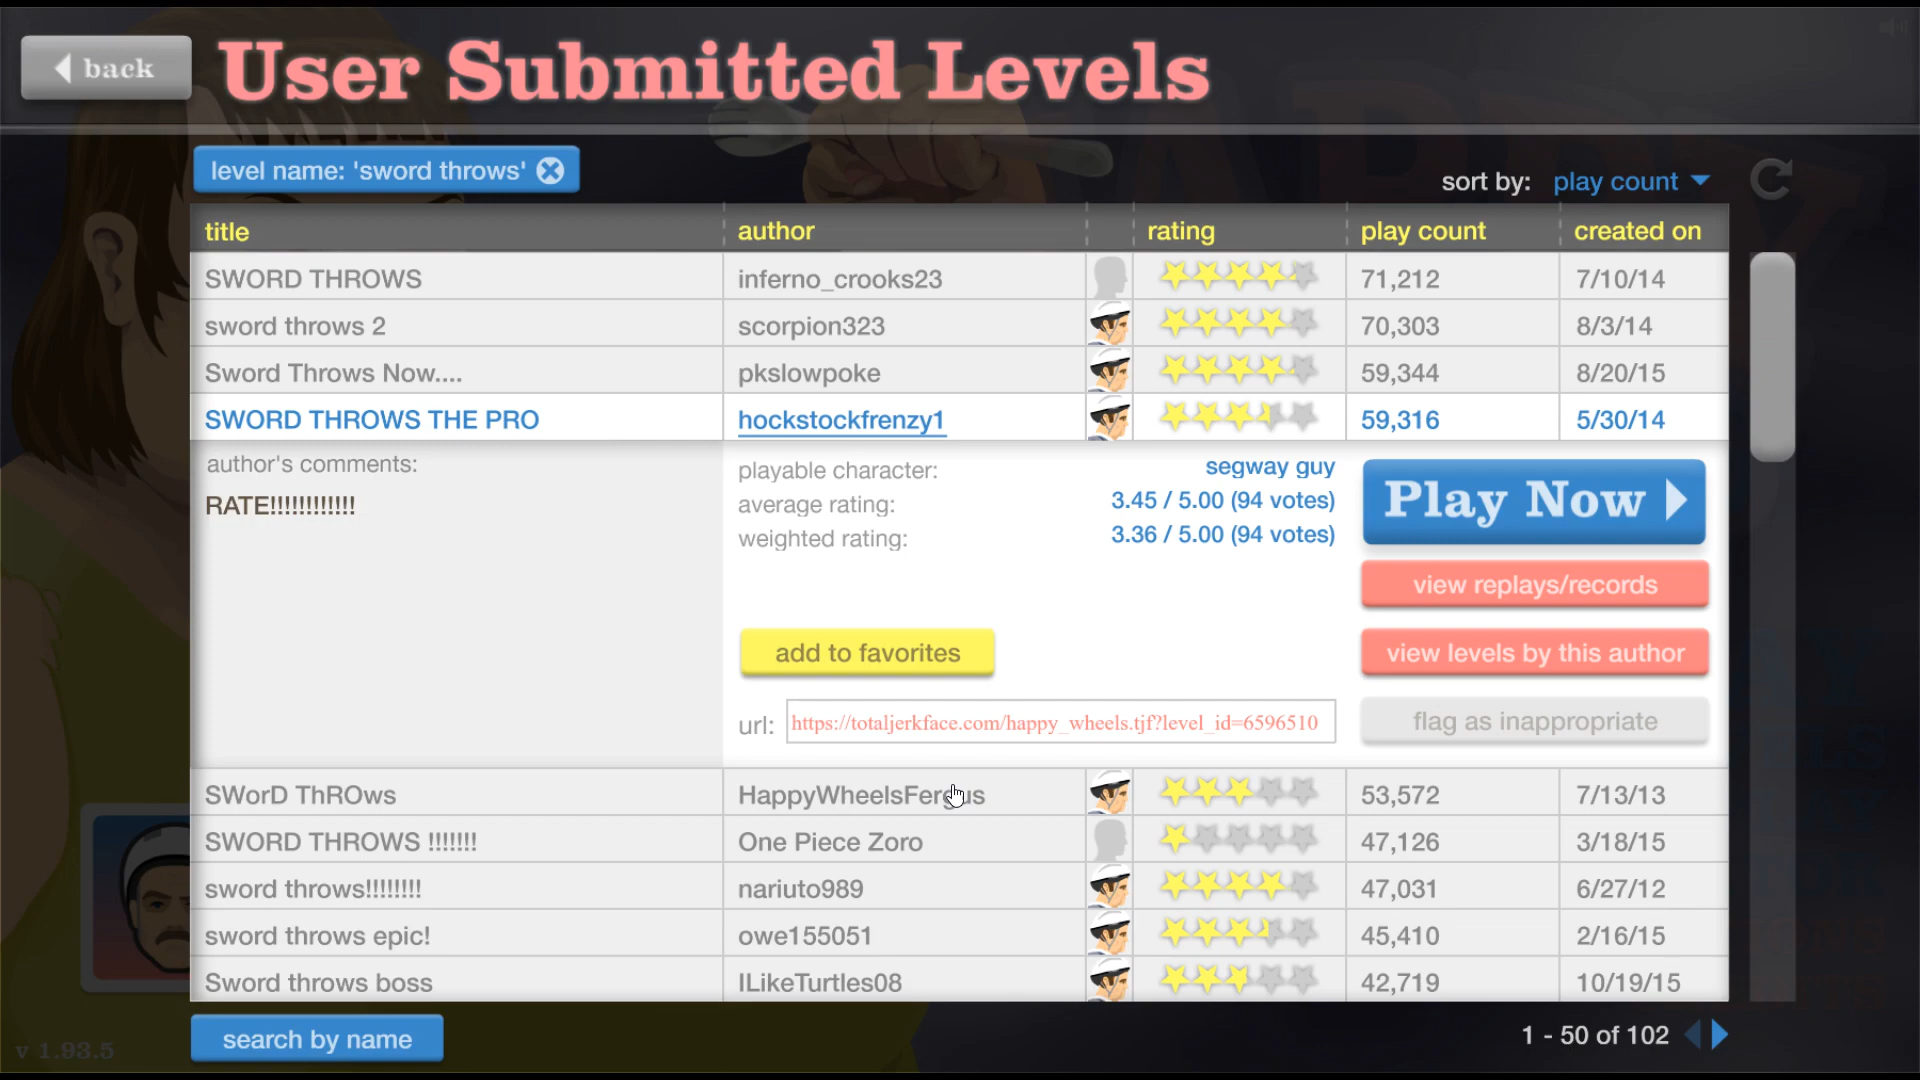 back
User Submitted Levels
level name: 'sword throws'
sort by: play count
title author rating play count created on
SWORD THROWS inferno_crooks23 71,212 7/10/14
sword throws 2 scorpion323 70,303 8/3/14
Sword Throws Now.... pkslowpoke 59,344 8/20/15
SWORD THROWS THE PRO hockstockfrenzy1 59,316 5/30/14
author's comments:
RATE!!!!!!!!!!!!
playable character: segway guy
average rating: 3.45 / 5.00 (94 votes)
weighted rating: 3.36 / 5.00 (94 votes)
Play Now
view replays/records
add to favorites
view levels by this author
url: https://totaljerkface.com/happy_wheels.tjf?level_id=6596510
flag as inappropriate
SWorD ThROws HappyWheelsFergus 53,572 7/13/13
SWORD THROWS !!!!!!! One Piece Zoro 47,126 3/18/15
sword throws!!!!!!!! nariuto989 47,031 6/27/12
sword throws epic! owe155051 45,410 2/16/15
Sword throws boss ILikeTurtles08 42,719 10/19/15
search by name
1 - 50 of 102
v 1.93.5